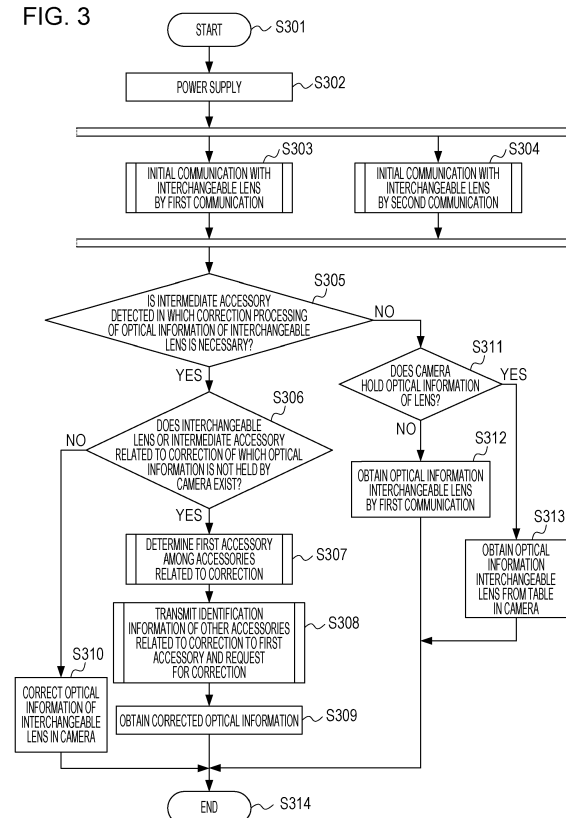 FIG. 3
START
S301
POWER SUPPLY
S302
S303
INITIAL COMMUNICATION WITH
INTERCHANGEABLE LENS
BY FIRST COMMUNICATION
S304
INITIAL COMMUNICATION WITH
INTERCHANGEABLE LENS
BY SECOND COMMUNICATION
S305
IS INTERMEDIATE ACCESSORY
DETECTED IN WHICH CORRECTION PROCESSING
OF OPTICAL INFORMATION OF INTERCHANGEABLE
LENS IS NECESSARY?
NO
YES
S311
DOES CAMERA
HOLD OPTICAL INFORMATION
OF LENS?
YES
NO
S306
DOES INTERCHANGEABLE
LENS OR INTERMEDIATE ACCESSORY
RELATED TO CORRECTION OF WHICH OPTICAL
INFORMATION IS NOT HELD BY
CAMERA EXIST?
NO
YES
S312
OBTAIN OPTICAL INFORMATION
INTERCHANGEABLE LENS
BY FIRST COMMUNICATION
S313
OBTAIN OPTICAL
INFORMATION
INTERCHANGEABLE
LENS FROM TABLE
IN CAMERA
DETERMINE FIRST ACCESSORY
AMONG ACCESSORIES
RELATED TO CORRECTION
S307
TRANSMIT IDENTIFICATION
INFORMATION OF OTHER ACCESSORIES
RELATED TO CORRECTION TO FIRST
ACCESSORY AND REQUEST
FOR CORRECTION
S308
S310
CORRECT OPTICAL
INFORMATION OF
INTERCHANGEABLE
LENS IN CAMERA
OBTAIN CORRECTED OPTICAL INFORMATION
S309
END
S314